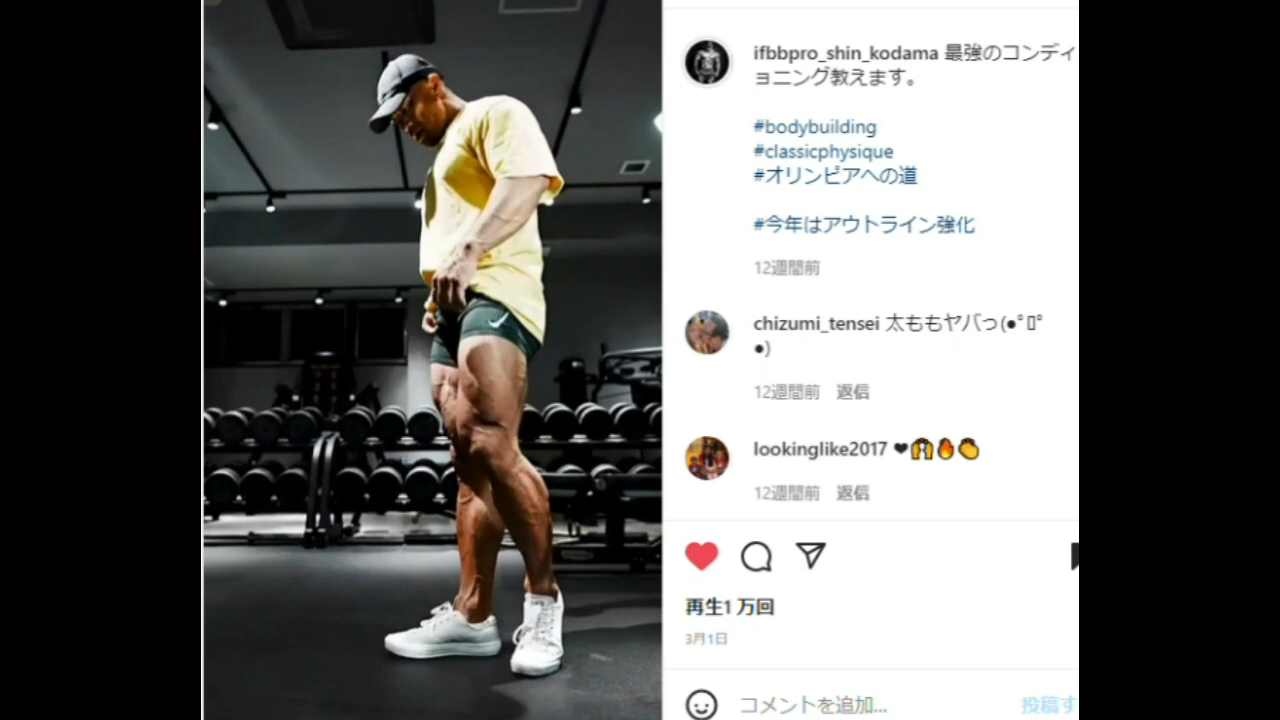 ifbbpro_shin_kodama 最強のコンディ
ョニング教えます。
#bodybuilding
#classicphysique
#オリンピアへの道
#今年はアウトライン強化
12週間前
chizumi_tensei 太ももヤバっ(●ﾟ▯ﾟ
●)
12週間前 返信
lookinglike2017 ❤🙌🔥👏
12週間前 返信
再生1 万回
3月1日
コメントを追加...
投稿す